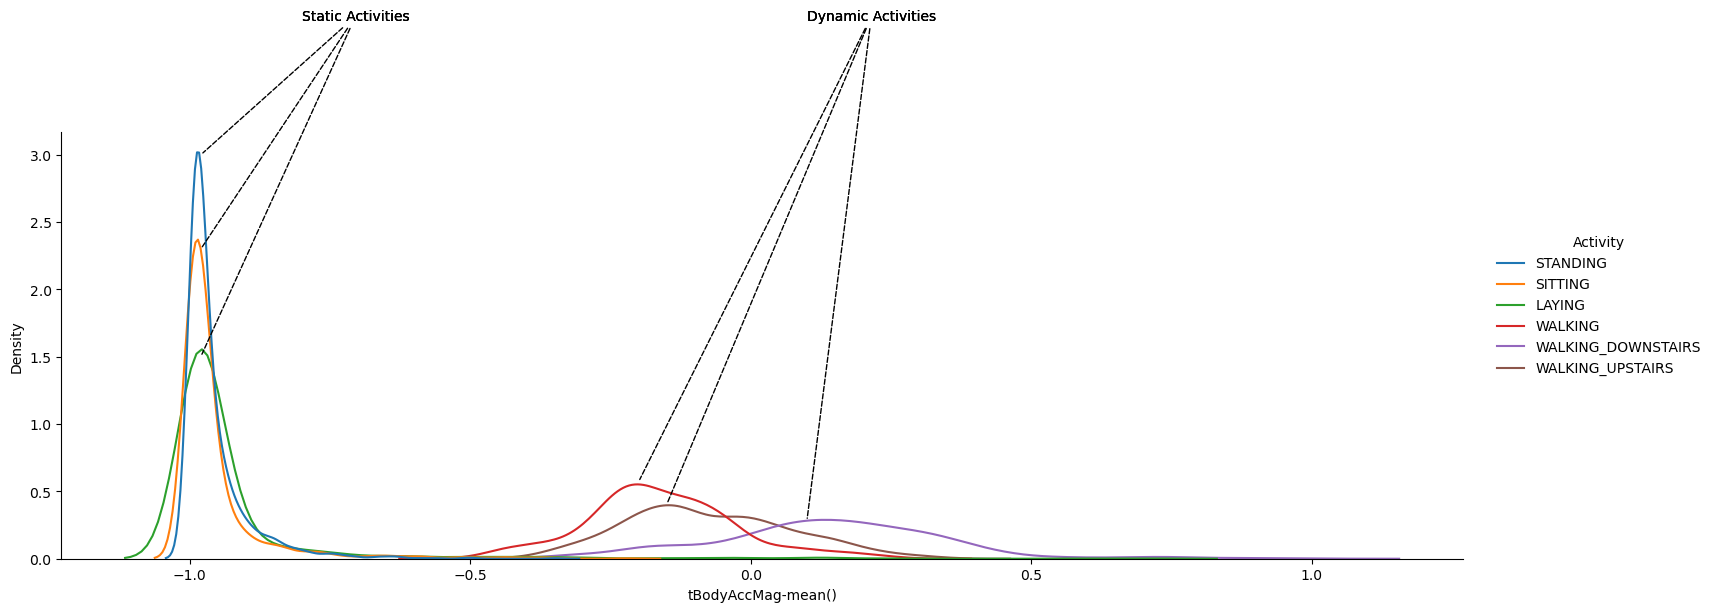 Static Activities
Dynamic Activities
3.0
2.5
2.0
1.5
1.0
0.5
0.0
Density
−1.0
−0.5
0.0
0.5
1.0
tBodyAccMag-mean()
Activity
STANDING
SITTING
LAYING
WALKING
WALKING_DOWNSTAIRS
WALKING_UPSTAIRS